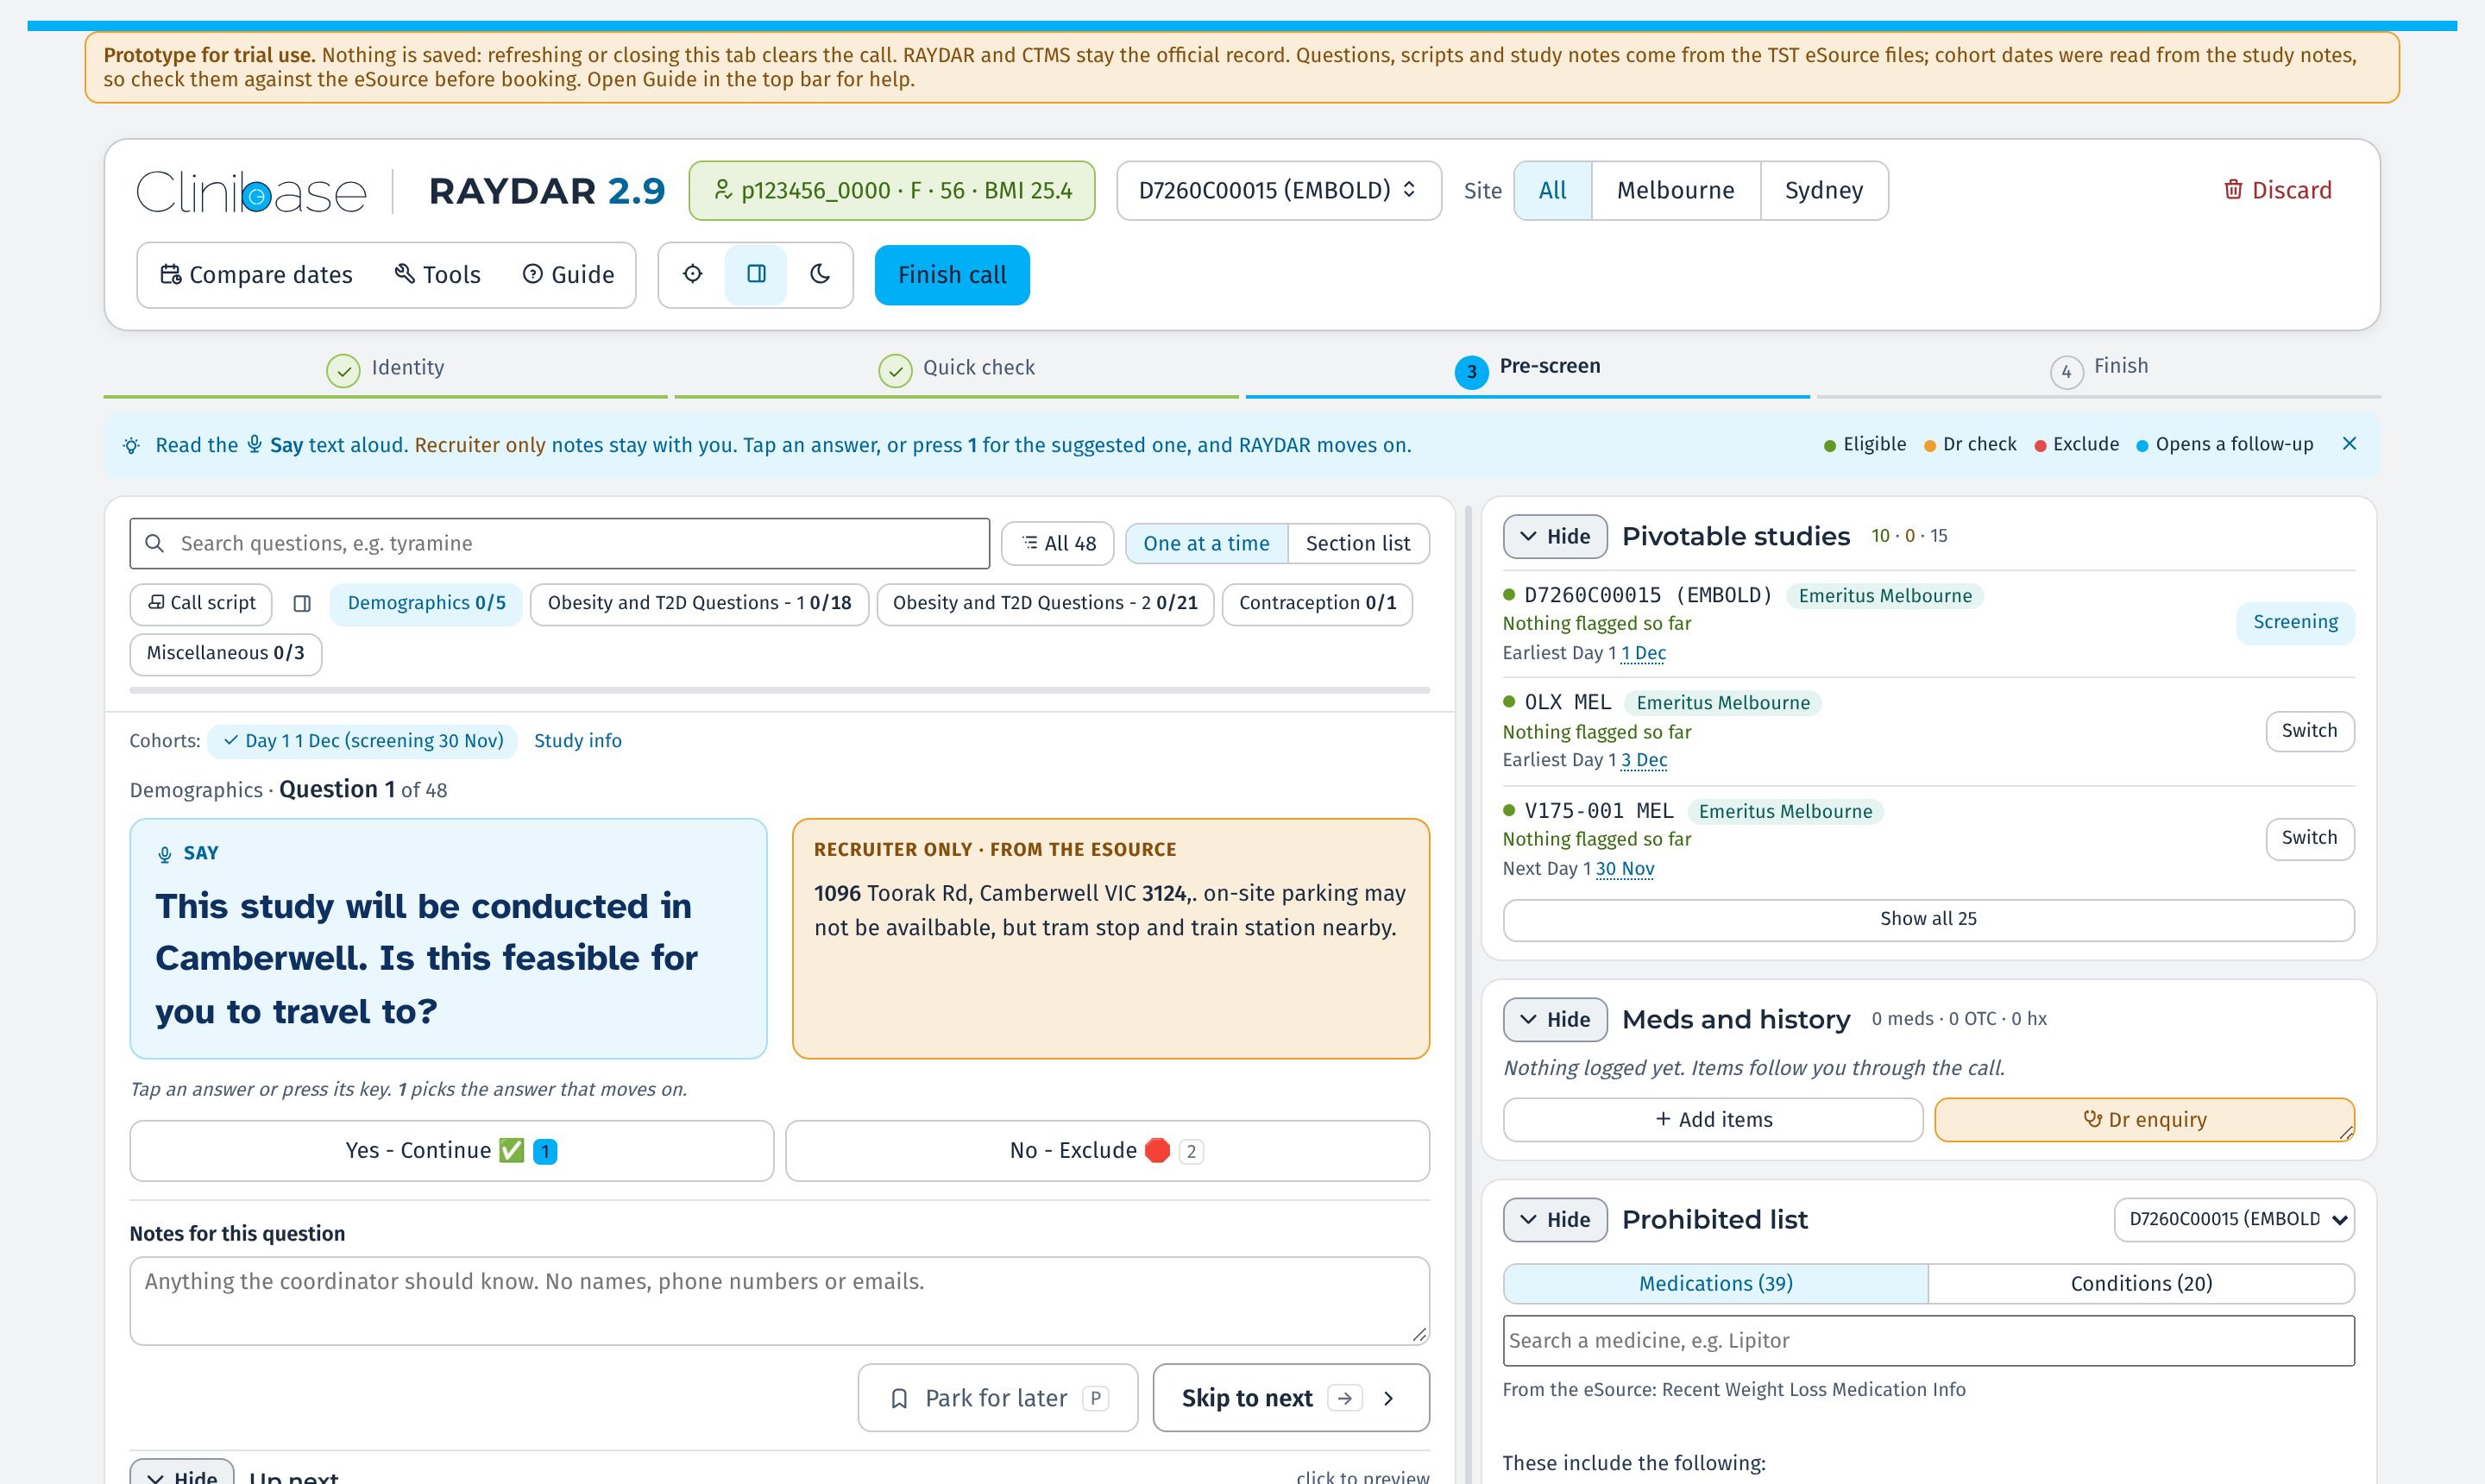 Prototype for trial use. Nothing is saved: refreshing or closing this tab clears the call. RAYDAR and CTMS stay the official record. Questions, scripts and study notes come from the TST eSource files; cohort dates were read from the study notes,
so check them against the eSource before booking. Open Guide in the top bar for help.
Clinibase
RAYDAR 2.9
p123456_0000 · F · 56 · BMI 25.4
D7260C00015 (EMBOLD)
Site
All
Melbourne
Sydney
Discard
Compare dates
Tools
Guide
Finish call
Identity
Quick check
3 Pre-screen
4 Finish
Read the Say text aloud. Recruiter only notes stay with you. Tap an answer, or press 1 for the suggested one, and RAYDAR moves on.
Eligible
Dr check
Exclude
Opens a follow-up
Search questions, e.g. tyramine
All 48
One at a time
Section list
Call script
Demographics 0/5
Obesity and T2D Questions - 1 0/18
Obesity and T2D Questions - 2 0/21
Contraception 0/1
Miscellaneous 0/3
Cohorts:
Day 1 1 Dec (screening 30 Nov)
Study info
Demographics · Question 1 of 48
SAY
This study will be conducted in
Camberwell. Is this feasible for
you to travel to?
RECRUITER ONLY · FROM THE ESOURCE
1096 Toorak Rd, Camberwell VIC 3124,. on-site parking may
not be availbable, but tram stop and train station nearby.
Tap an answer or press its key. 1 picks the answer that moves on.
Yes - Continue ✅ 1
No - Exclude 🛑 2
Notes for this question
Anything the coordinator should know. No names, phone numbers or emails.
Park for later P
Skip to next →
Hide
Up next
click to preview
Hide
Pivotable studies
10 · 0 · 15
D7260C00015 (EMBOLD)
Emeritus Melbourne
Nothing flagged so far
Earliest Day 1 1 Dec
Screening
OLX MEL
Emeritus Melbourne
Nothing flagged so far
Earliest Day 1 3 Dec
Switch
V175-001 MEL
Emeritus Melbourne
Nothing flagged so far
Next Day 1 30 Nov
Switch
Show all 25
Hide
Meds and history
0 meds · 0 OTC · 0 hx
Nothing logged yet. Items follow you through the call.
+ Add items
Dr enquiry
Hide
Prohibited list
D7260C00015 (EMBOLD
Medications (39)
Conditions (20)
Search a medicine, e.g. Lipitor
From the eSource: Recent Weight Loss Medication Info
These include the following: